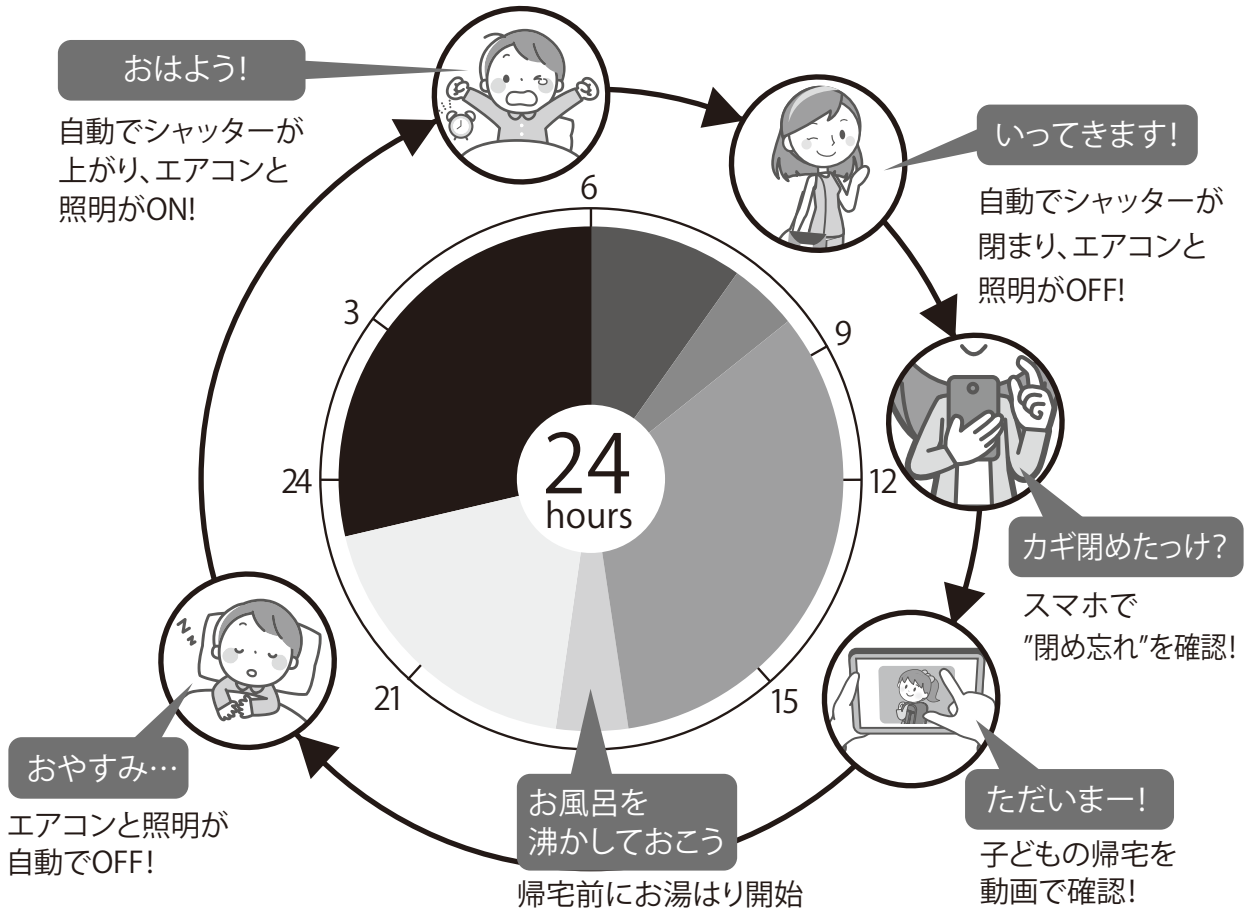 おはよう!
自動でシャッターが
上がり、エアコンと
照明がON!
いってきます!
自動でシャッターが
閉まり、エアコンと
照明がOFF!
カギ閉めたっけ?
スマホで
"閉め忘れ"を確認!
ただいまー!
子どもの帰宅を
動画で確認!
お風呂を
沸かしておこう
帰宅前にお湯はり開始
おやすみ…
エアコンと照明が
自動でOFF!
zzz
6
9
12
15
21
24
3
24
hours